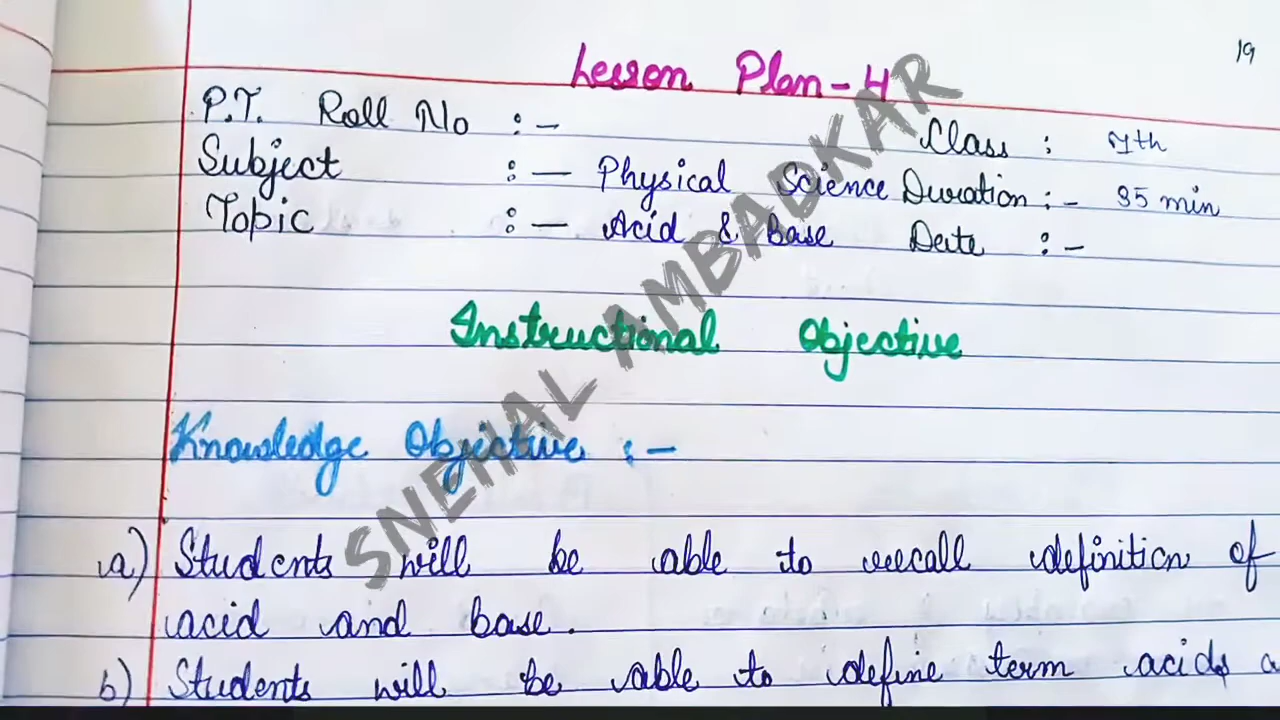 19
Lesson Plan - 4
P.T. Roll No :- Class : 7th
Subject :- Physical Science Duration :- 35 min
Topic :- Acid & Base Date :-
Instructional Objective
Knowledge Objective :-
a) Students will be able to recall definition of
acid and base.
b) Students will be able to define term acids
SNEHAL AMBADKAR